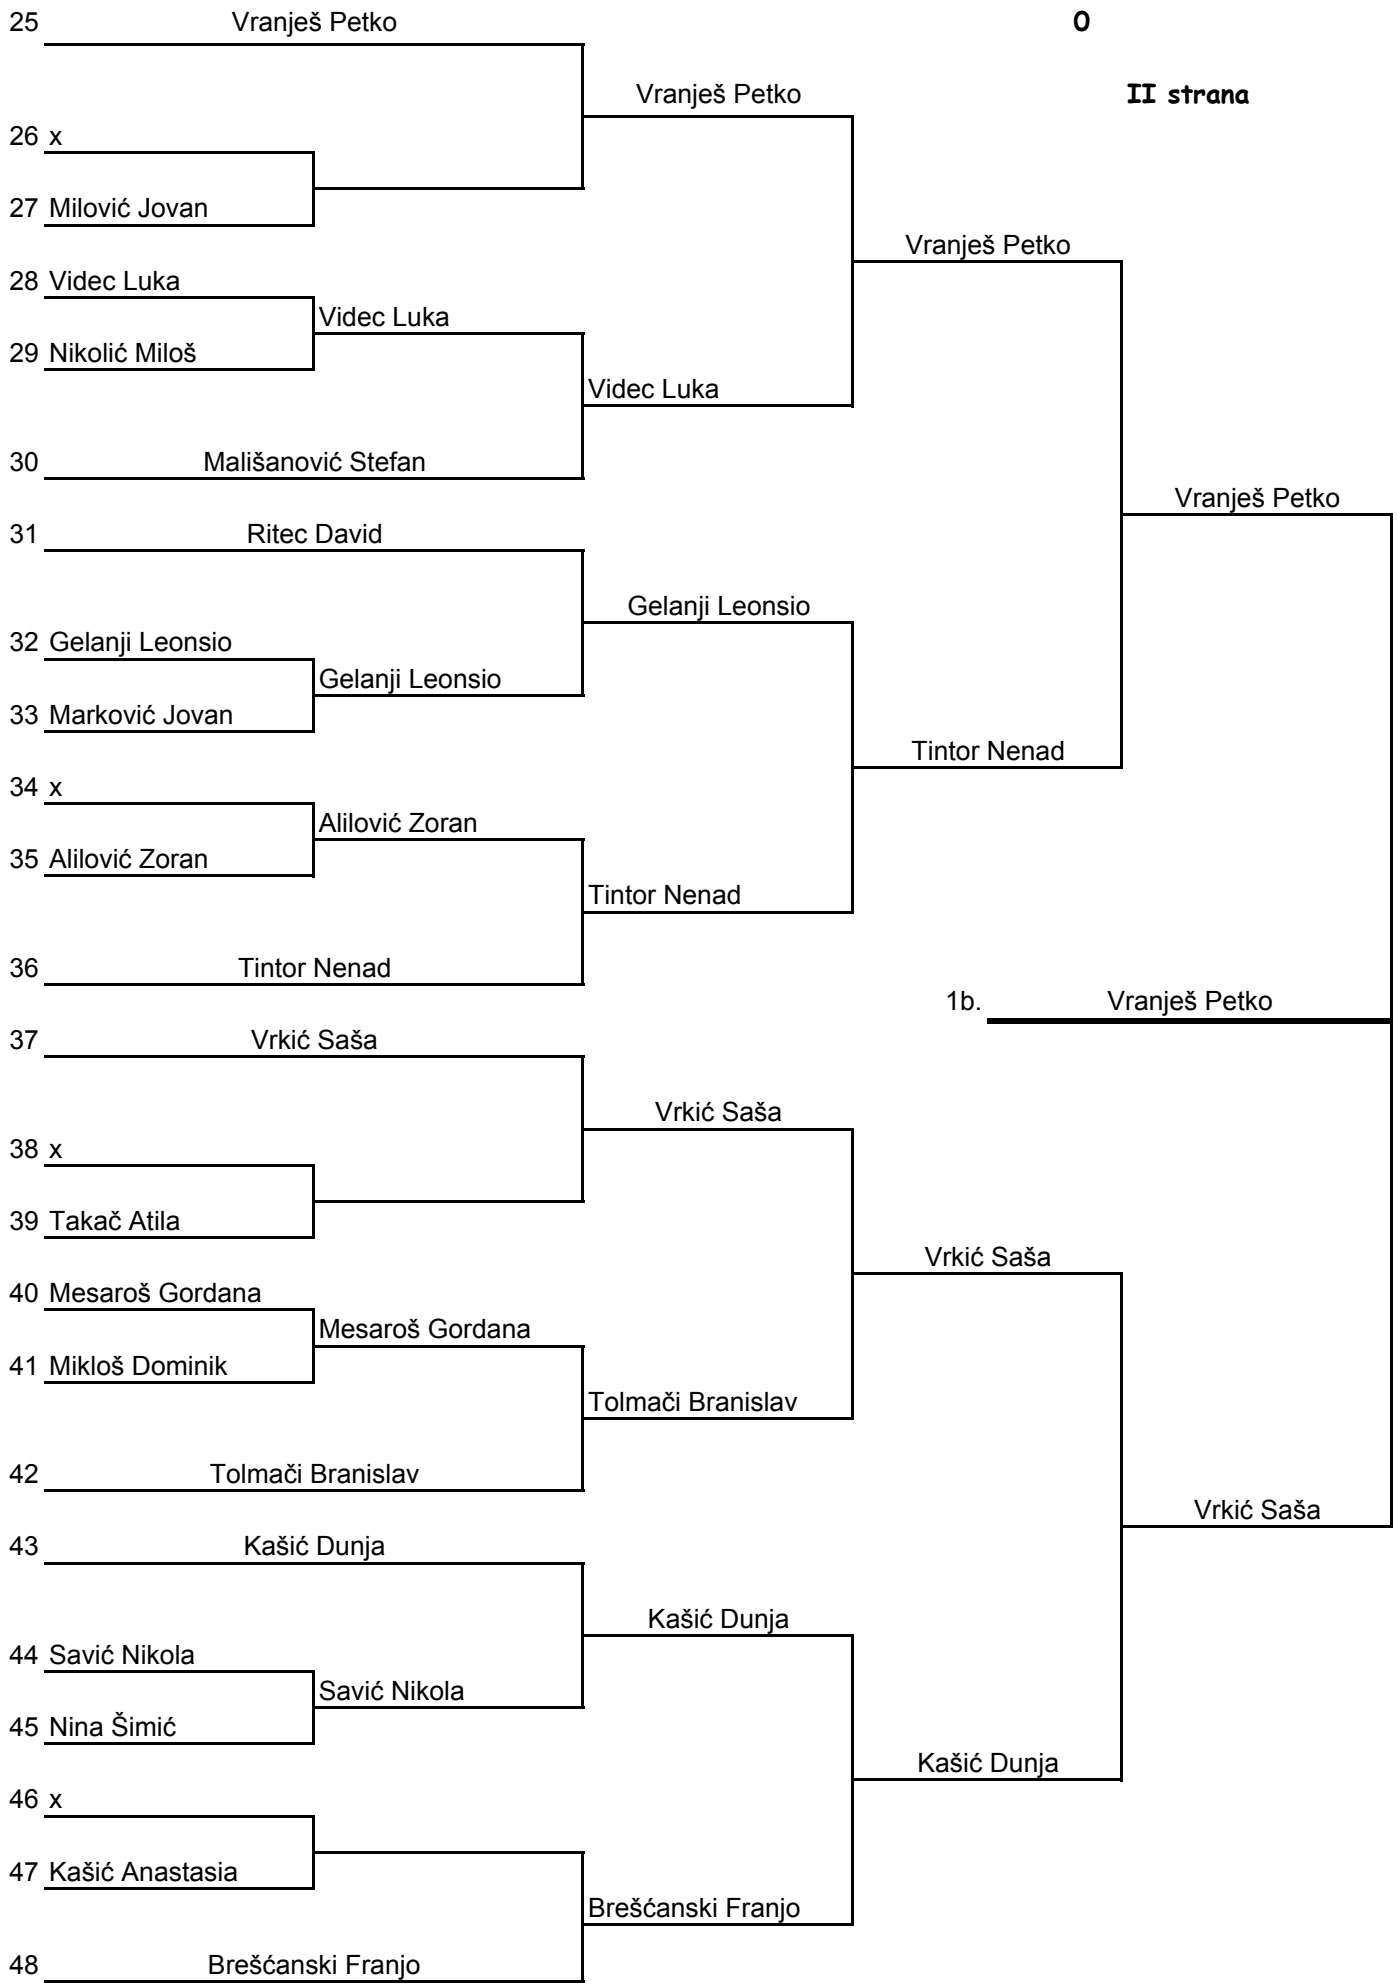 25 Vranješ Petko
0
Vranješ Petko
II strana
26 x
27 Milović Jovan
Vranješ Petko
28 Videc Luka
Videc Luka
29 Nikolić Miloš
Videc Luka
30 Mališanović Stefan
Vranješ Petko
31 Ritec David
Gelanji Leonsio
32 Gelanji Leonsio
Gelanji Leonsio
33 Marković Jovan
Tintor Nenad
34 x
Alilović Zoran
35 Alilović Zoran
Tintor Nenad
36 Tintor Nenad
1b. Vranješ Petko
37 Vrkić Saša
Vrkić Saša
38 x
39 Takač Atila
Vrkić Saša
40 Mesaroš Gordana
Mesaroš Gordana
41 Mikloš Dominik
Tolmači Branislav
42 Tolmači Branislav
Vrkić Saša
43 Kašić Dunja
Kašić Dunja
44 Savić Nikola
Savić Nikola
45 Nina Šimić
Kašić Dunja
46 x
47 Kašić Anastasia
Brešćanski Franjo
48 Brešćanski Franjo